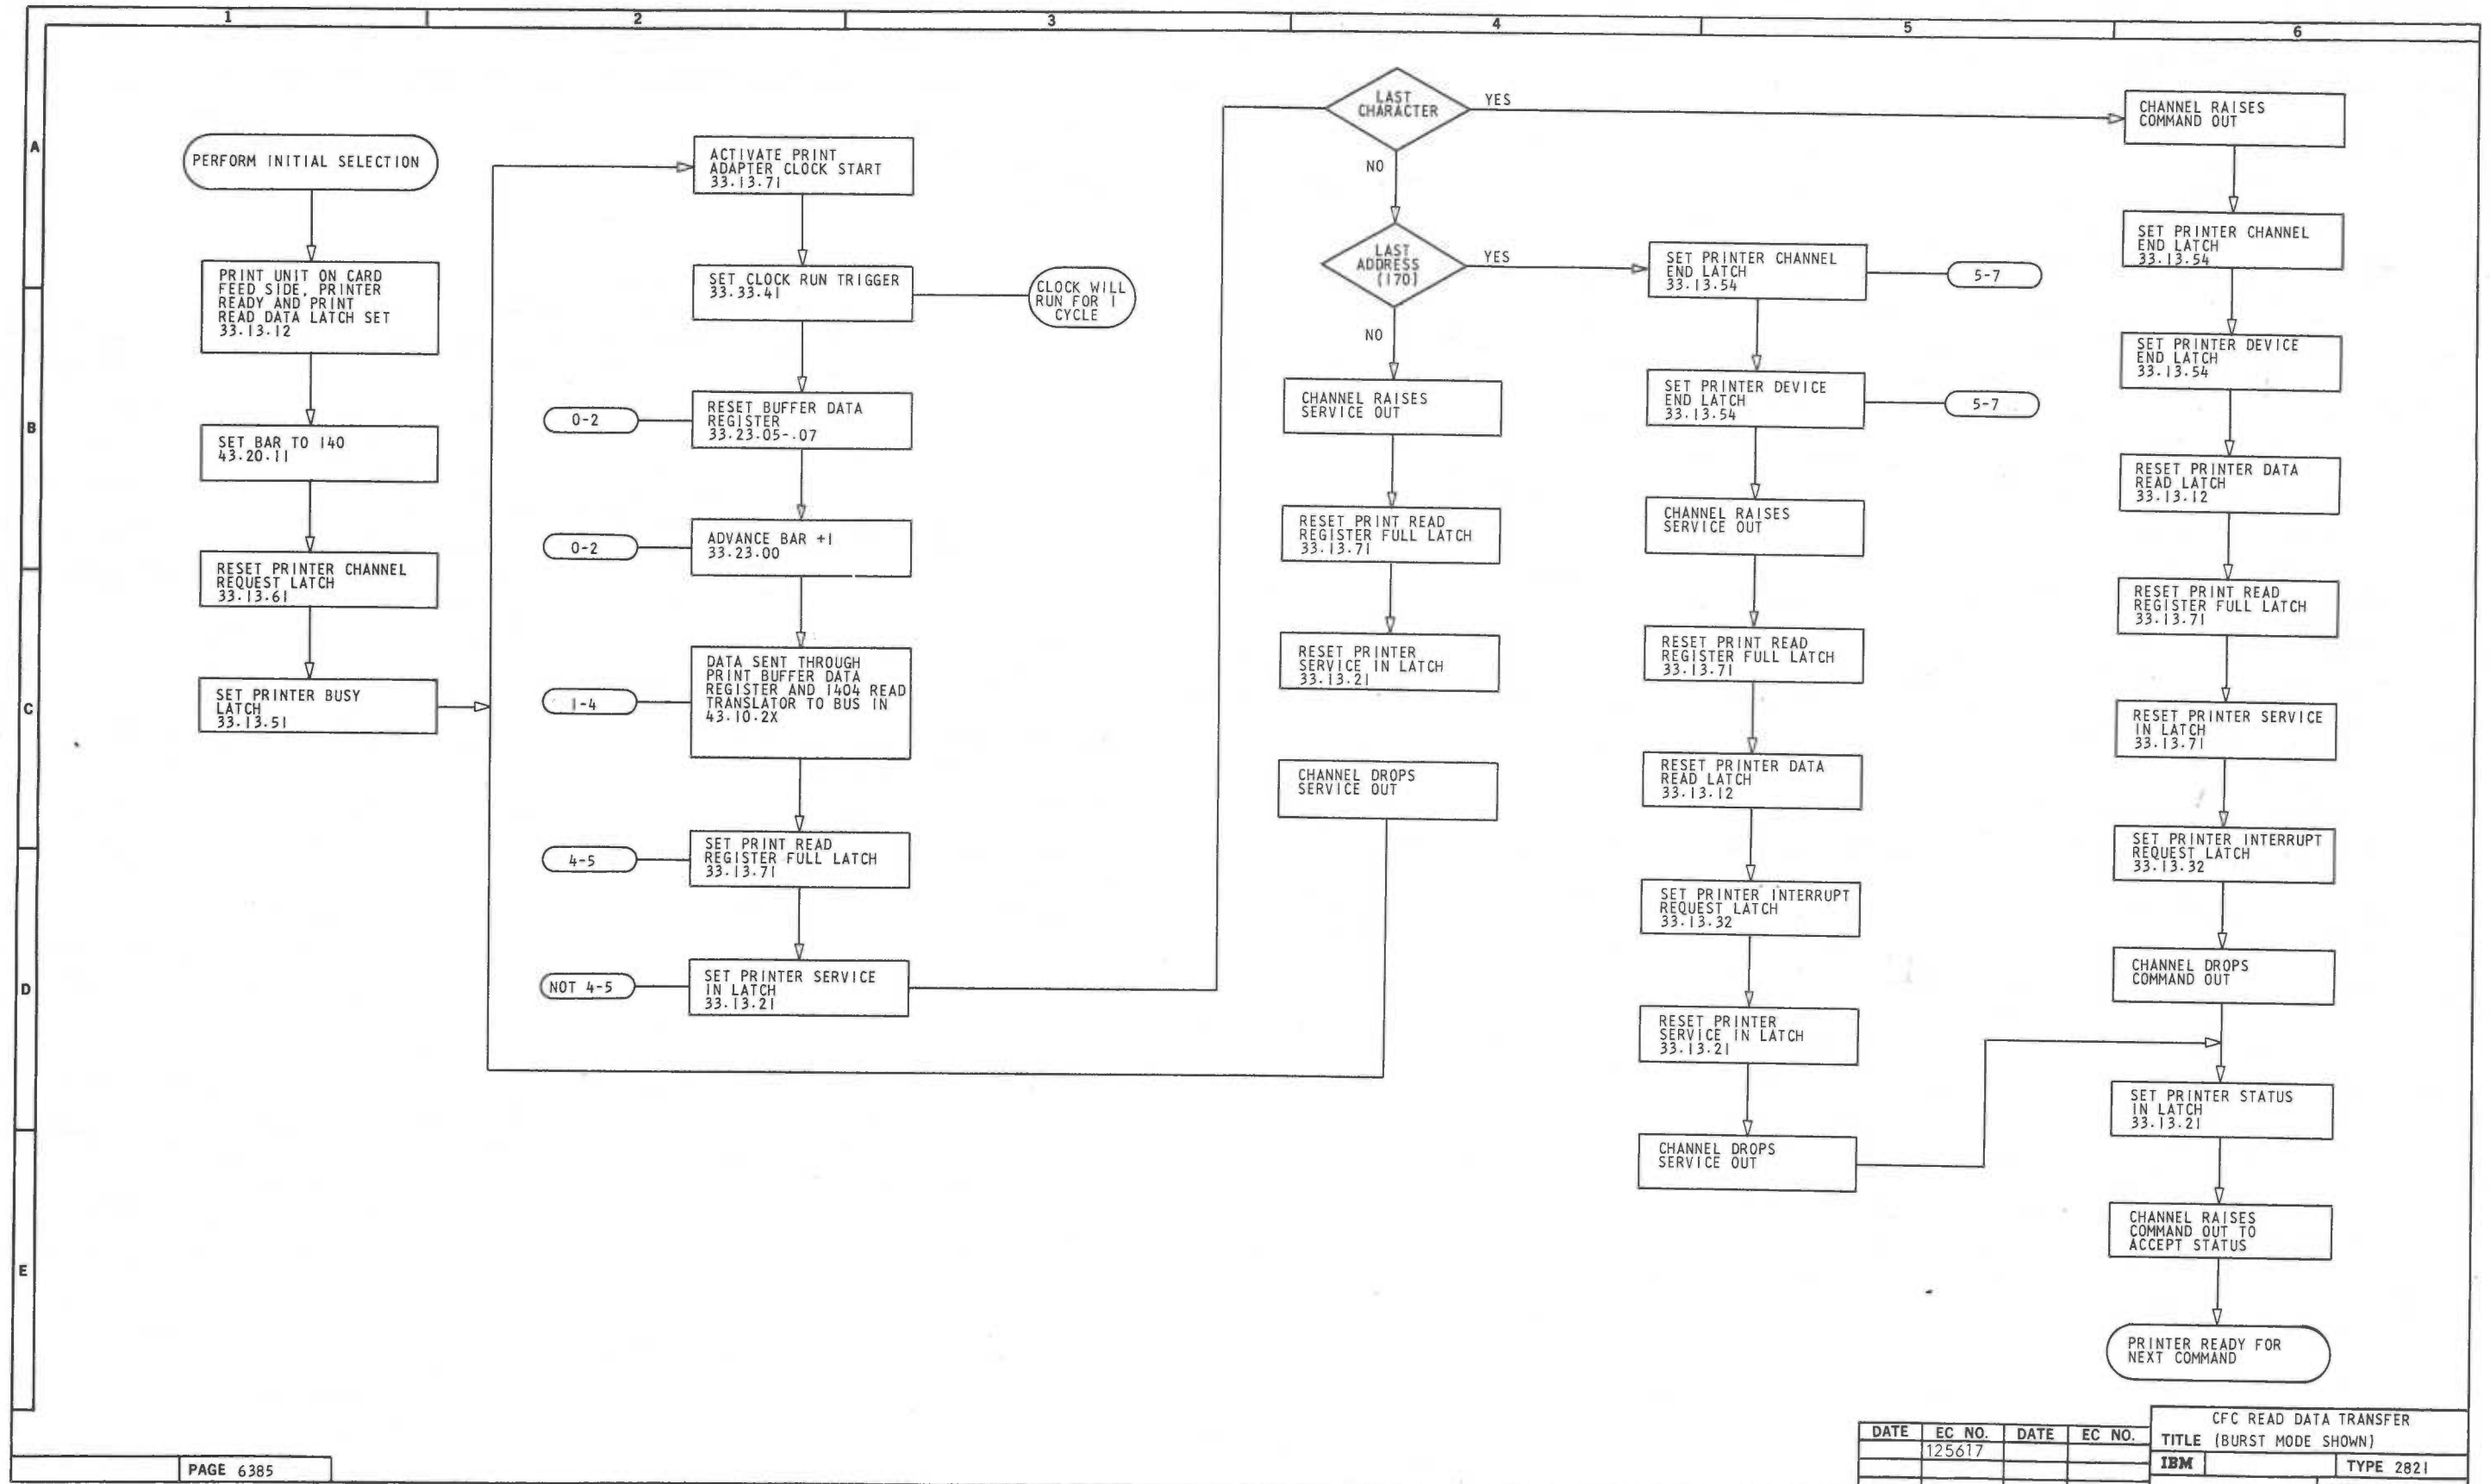 1
2
3
4
5
6
A
B
C
D
E
PERFORM INITIAL SELECTION
PRINT UNIT ON CARD
FEED SIDE, PRINTER
READY AND PRINT
READ DATA LATCH SET
33.13.12
SET BAR TO 140
43.20.11
RESET PRINTER CHANNEL
REQUEST LATCH
33.13.61
SET PRINTER BUSY
LATCH
33.13.51
ACTIVATE PRINT
ADAPTER CLOCK START
33.13.71
SET CLOCK RUN TRIGGER
33.33.41
CLOCK WILL
RUN FOR 1
CYCLE
0-2
RESET BUFFER DATA
REGISTER
33.23.05-.07
0-2
ADVANCE BAR +1
33.23.00
1-4
DATA SENT THROUGH
PRINT BUFFER DATA
REGISTER AND 1404 READ
TRANSLATOR TO BUS IN
43.10.2X
4-5
SET PRINT READ
REGISTER FULL LATCH
33.13.71
NOT 4-5
SET PRINTER SERVICE
IN LATCH
33.13.21
LAST
CHARACTER
YES
NO
LAST
ADDRESS
(170)
YES
NO
CHANNEL RAISES
SERVICE OUT
RESET PRINT READ
REGISTER FULL LATCH
33.13.71
RESET PRINTER
SERVICE IN LATCH
33.13.21
CHANNEL DROPS
SERVICE OUT
SET PRINTER CHANNEL
END LATCH
33.13.54
5-7
SET PRINTER DEVICE
END LATCH
33.13.54
5-7
CHANNEL RAISES
SERVICE OUT
RESET PRINT READ
REGISTER FULL LATCH
33.13.71
RESET PRINTER DATA
READ LATCH
33.13.12
SET PRINTER INTERRUPT
REQUEST LATCH
33.13.32
RESET PRINTER
SERVICE IN LATCH
33.13.21
CHANNEL DROPS
SERVICE OUT
CHANNEL RAISES
COMMAND OUT
SET PRINTER CHANNEL
END LATCH
33.13.54
SET PRINTER DEVICE
END LATCH
33.13.54
RESET PRINTER DATA
READ LATCH
33.13.12
RESET PRINT READ
REGISTER FULL LATCH
33.13.71
RESET PRINTER SERVICE
IN LATCH
33.13.71
SET PRINTER INTERRUPT
REQUEST LATCH
33.13.32
CHANNEL DROPS
COMMAND OUT
SET PRINTER STATUS
IN LATCH
33.13.21
CHANNEL RAISES
COMMAND OUT TO
ACCEPT STATUS
PRINTER READY FOR
NEXT COMMAND
PAGE 6385
DATE EC NO. DATE EC NO.
125617
CFC READ DATA TRANSFER
TITLE (BURST MODE SHOWN)
IBM TYPE 2821